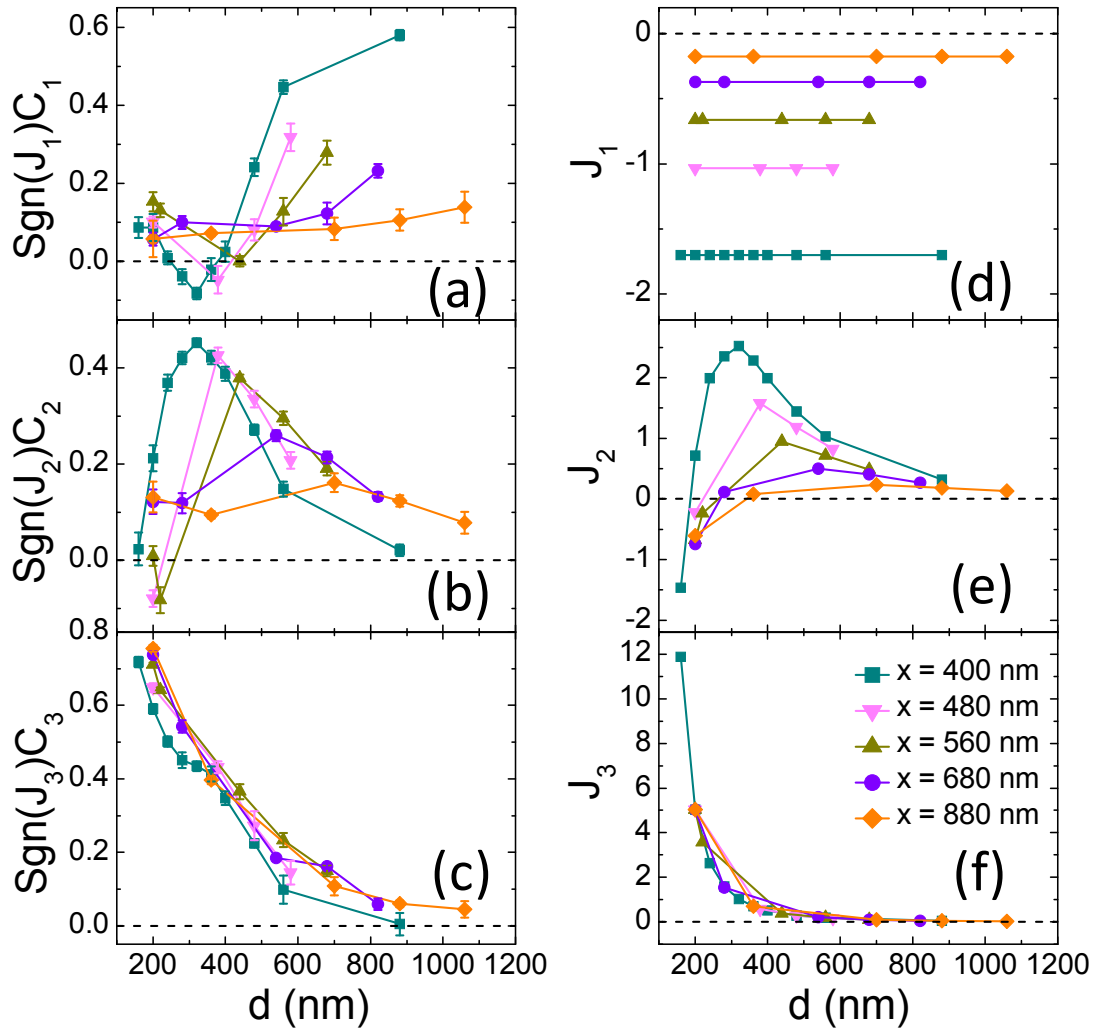 Sgn(J1)C1
0.6
0.4
0.2
0.0
(a)
Sgn(J2)C2
0.4
0.2
0.0
(b)
Sgn(J3)C3
0.8
0.6
0.4
0.2
0.0
(c)
200 400 600 800 1000 1200
d (nm)
J1
0
-1
-2
(d)
J2
2
1
0
-1
-2
(e)
J3
12
10
8
6
4
2
0
x = 400 nm
x = 480 nm
x = 560 nm
x = 680 nm
x = 880 nm
(f)
200 400 600 800 1000 1200
d (nm)